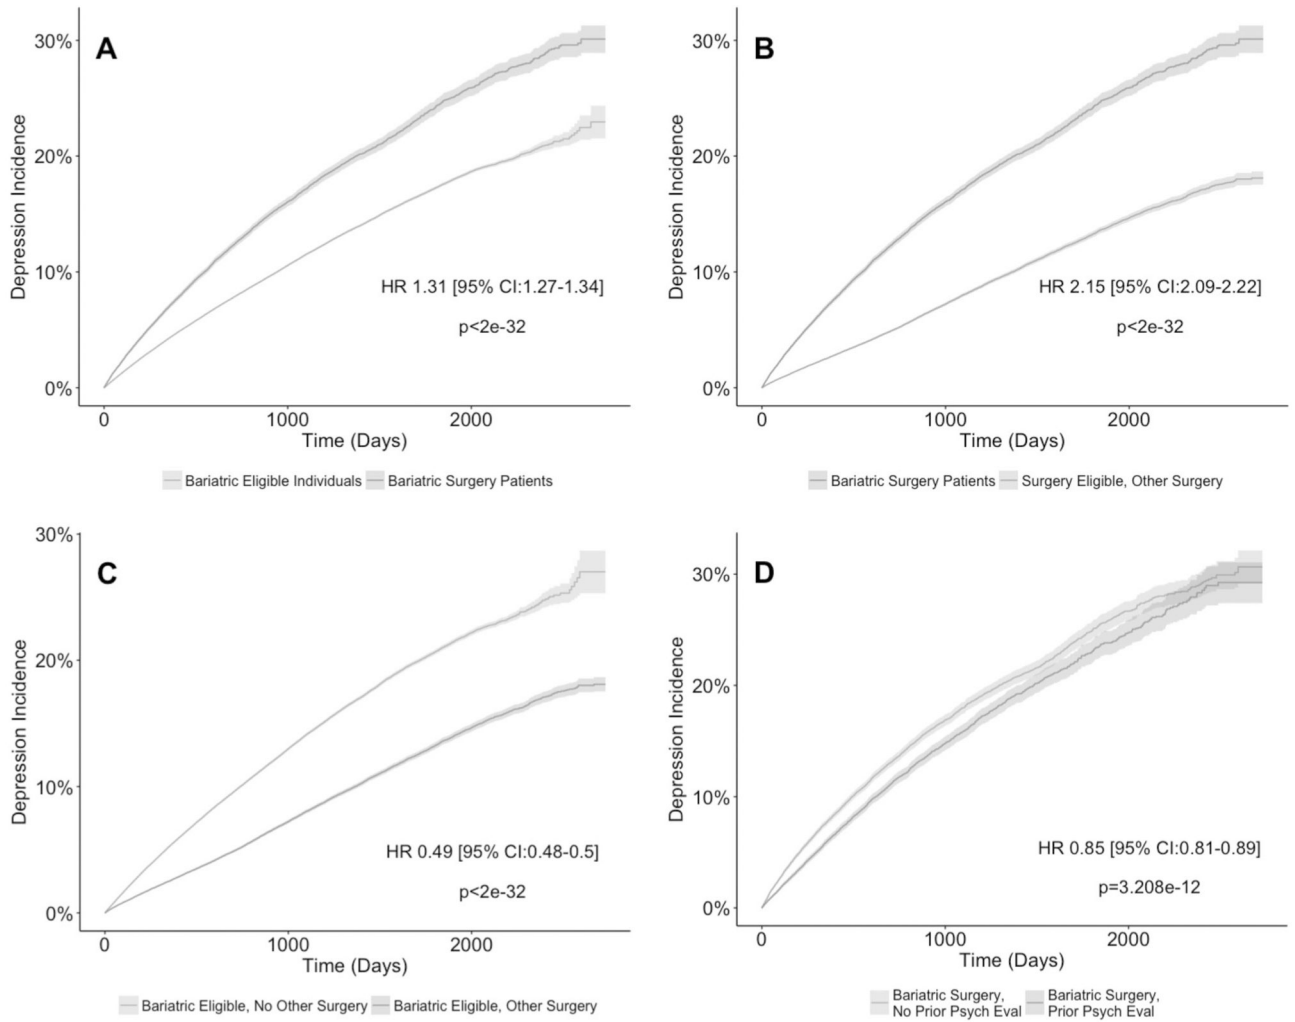 A
Depression Incidence
30%
20%
10%
0%
HR 1.31 [95% CI:1.27-1.34]
p<2e-32
0 1000 2000
Time (Days)
Bariatric Eligible Individuals Bariatric Surgery Patients
B
Depression Incidence
30%
20%
10%
0%
HR 2.15 [95% CI:2.09-2.22]
p<2e-32
0 1000 2000
Time (Days)
Bariatric Surgery Patients Surgery Eligible, Other Surgery
C
Depression Incidence
30%
20%
10%
0%
HR 0.49 [95% CI:0.48-0.5]
p<2e-32
0 1000 2000
Time (Days)
Bariatric Eligible, No Other Surgery Bariatric Eligible, Other Surgery
D
Depression Incidence
30%
20%
10%
0%
HR 0.85 [95% CI:0.81-0.89]
p=3.208e-12
0 1000 2000
Time (Days)
Bariatric Surgery,
No Prior Psych Eval
Bariatric Surgery,
Prior Psych Eval